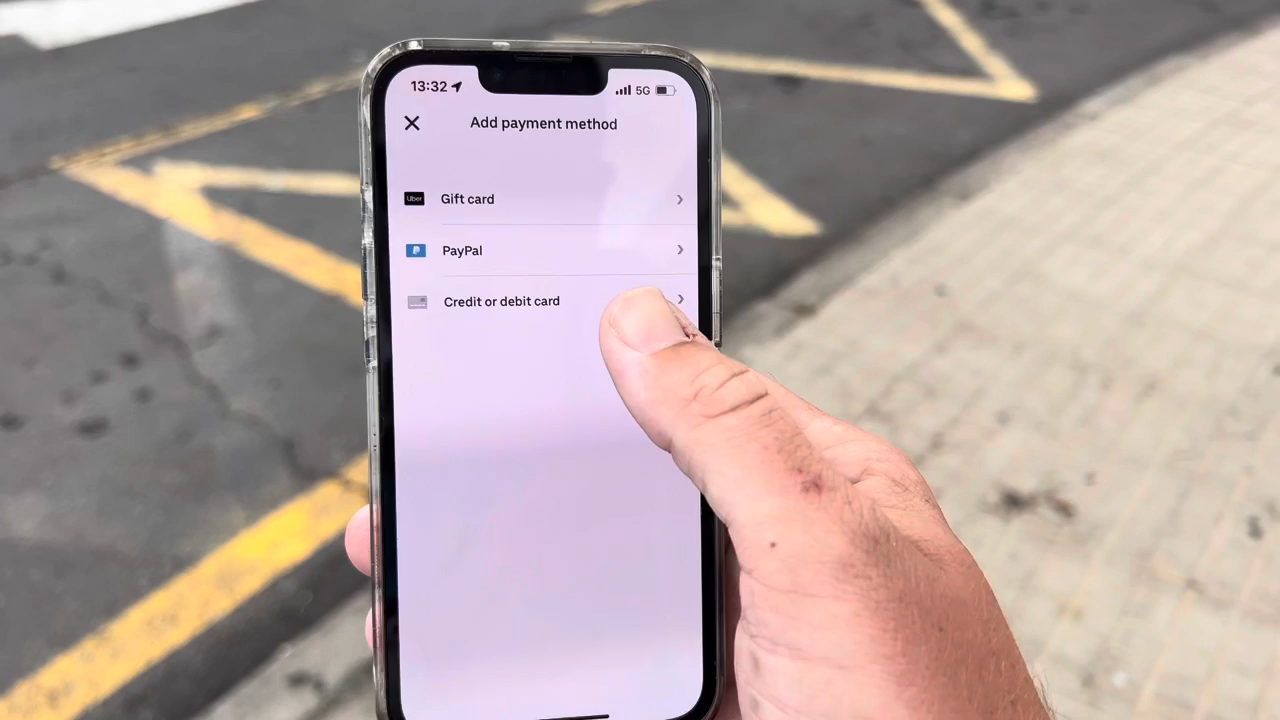 13:32
5G
Add payment method
Uber
Gift card
PayPal
Credit or debit card